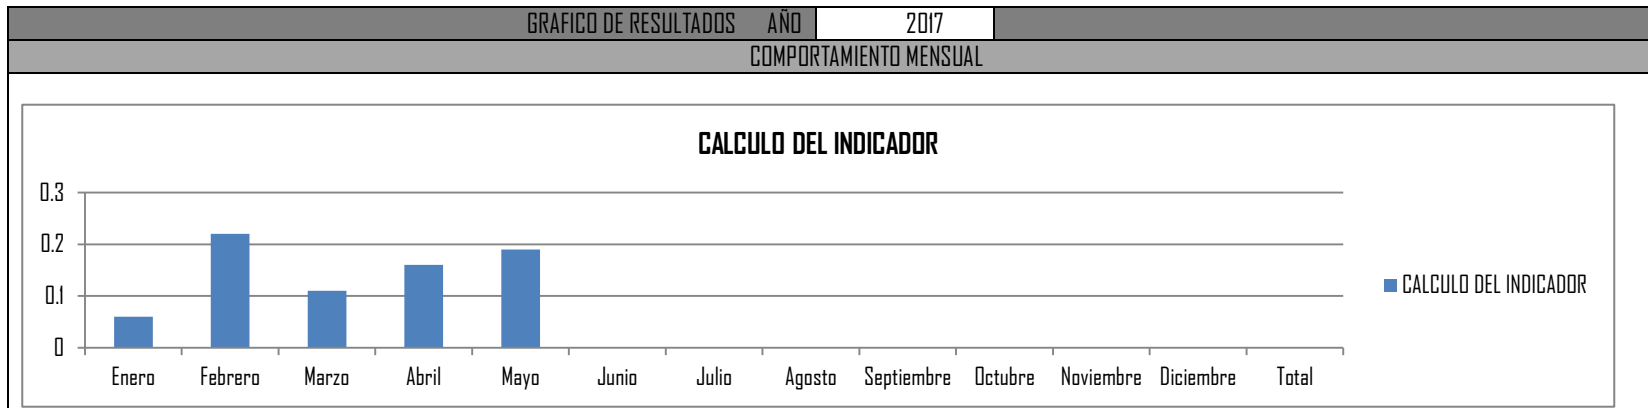 GRAFICO DE RESULTADOS AÑO 2017
COMPORTAMIENTO MENSUAL
CALCULO DEL INDICADOR
0.3
0.2
0.1
0
Enero Febrero Marzo Abril Mayo Junio Julio Agosto Septiembre Octubre Noviembre Diciembre Total
CALCULO DEL INDICADOR